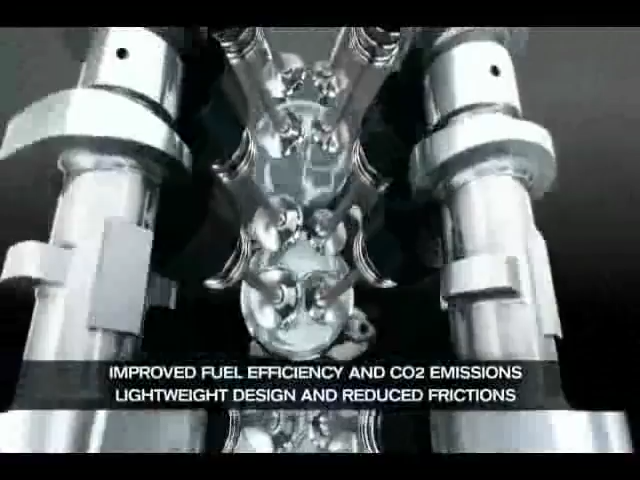 IMPROVED FUEL EFFICIENCY AND CO2 EMISSIONS
LIGHTWEIGHT DESIGN AND REDUCED FRICTIONS